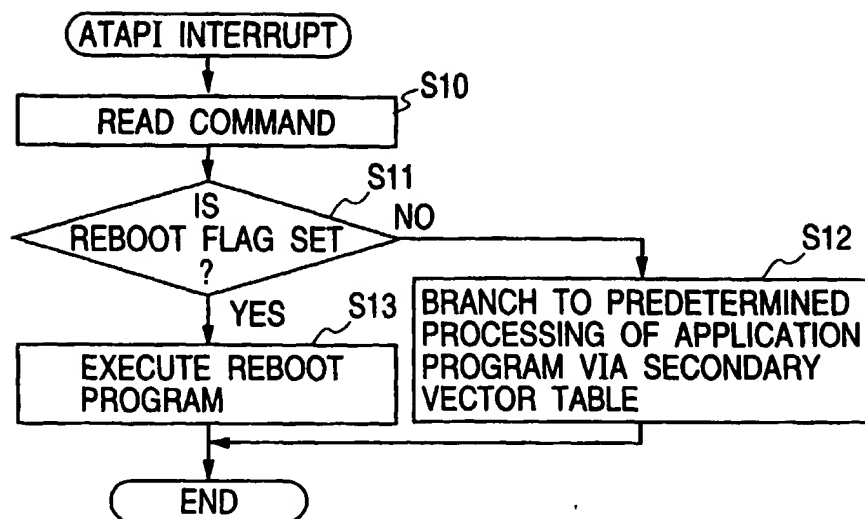 ATAPI INTERRUPT
S10
READ COMMAND
S11
IS
REBOOT FLAG SET
?
NO
YES
S12
BRANCH TO PREDETERMINED
PROCESSING OF APPLICATION
PROGRAM VIA SECONDARY
VECTOR TABLE
S13
EXECUTE REBOOT
PROGRAM
END